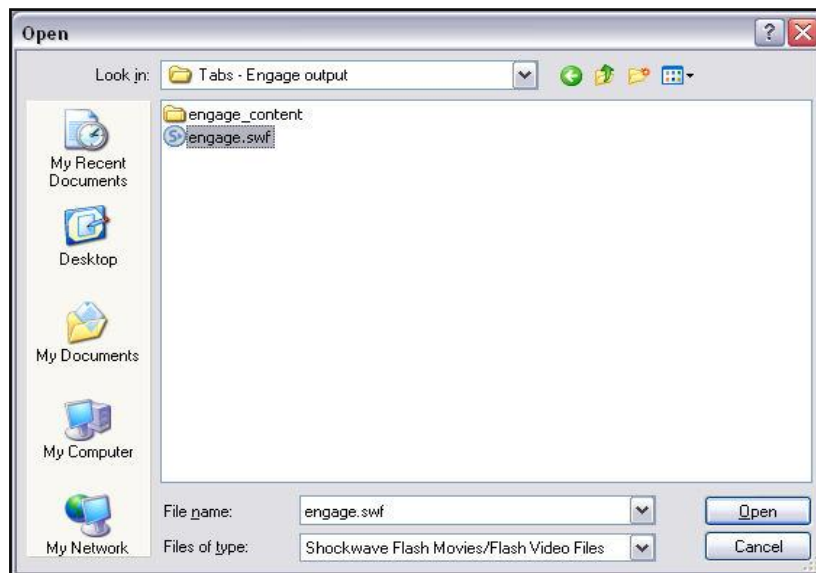 Open
Look in:
Tabs - Engage output
engage_content
engage.swf
My Recent
Documents
Desktop
My Documents
My Computer
My Network
File name:
engage.swf
Open
Files of type:
Shockwave Flash Movies/Flash Video Files
Cancel